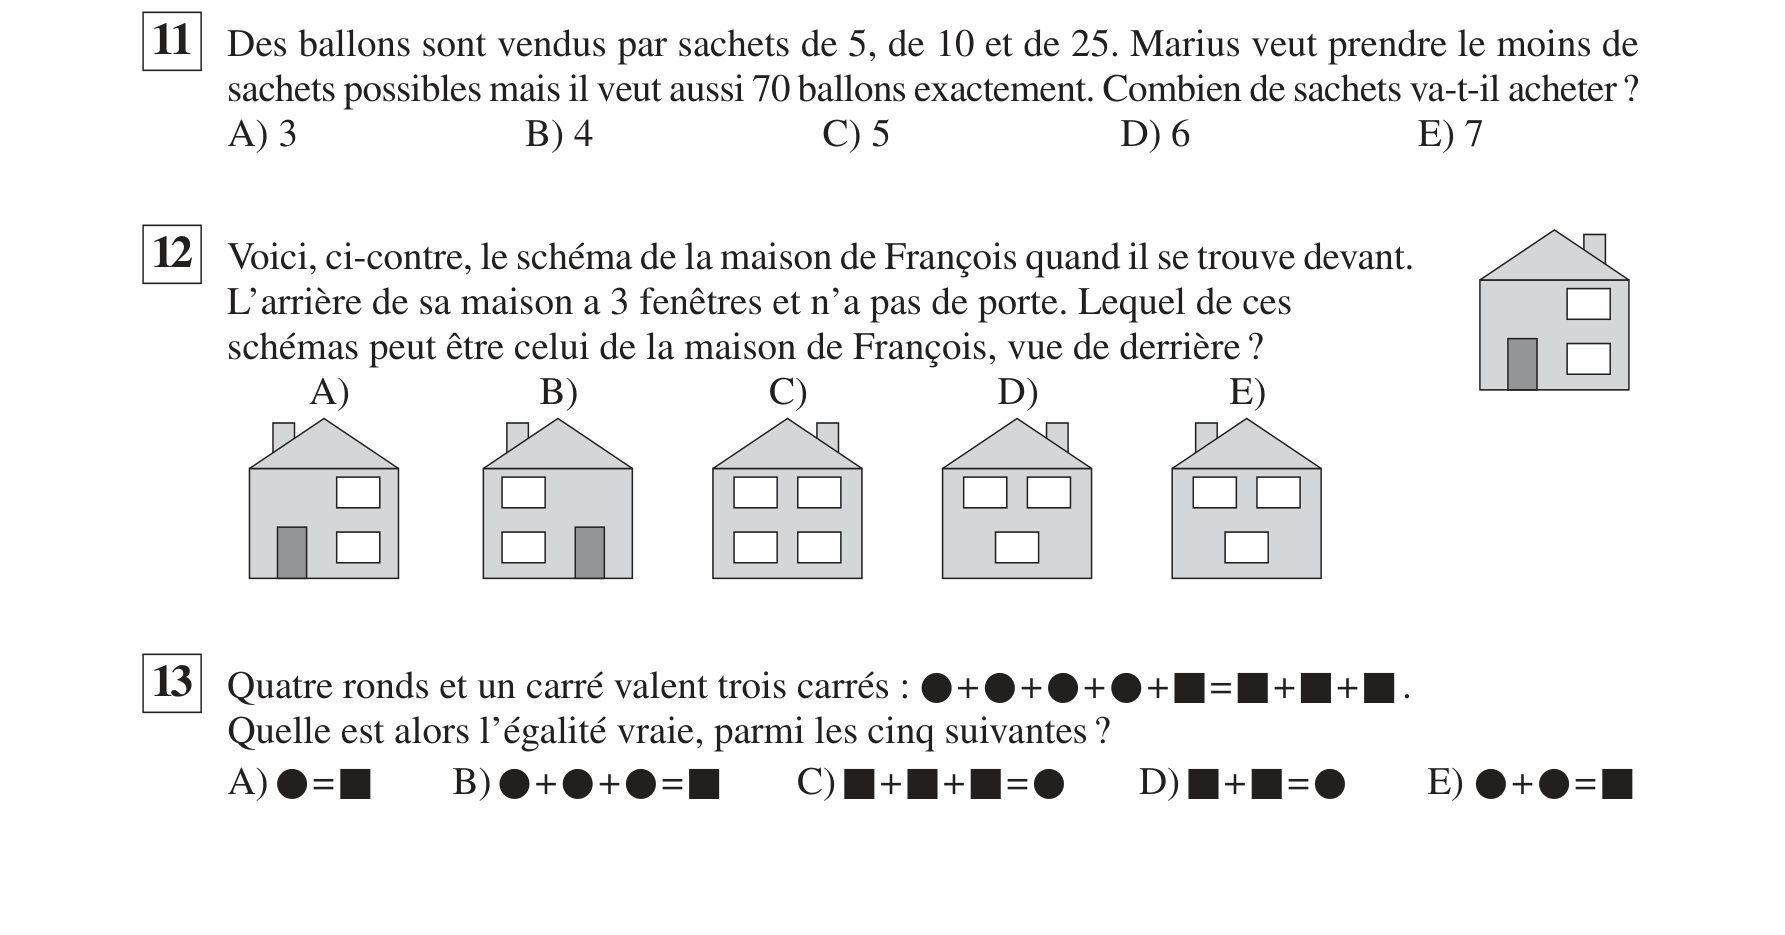 11 Des ballons sont vendus par sachets de 5, de 10 et de 25. Marius veut prendre le moins de
sachets possibles mais il veut aussi 70 ballons exactement. Combien de sachets va-t-il acheter ?
A) 3 B) 4 C) 5 D) 6 E) 7
12 Voici, ci-contre, le schéma de la maison de François quand il se trouve devant.
L’arrière de sa maison a 3 fenêtres et n’a pas de porte. Lequel de ces
schémas peut être celui de la maison de François, vue de derrière ?
A) B) C) D) E)
13 Quatre ronds et un carré valent trois carrés : ●+●+●+●+■=■+■+■.
Quelle est alors l’égalité vraie, parmi les cinq suivantes ?
A) ●=■ B) ●+●+●=■ C) ■+■+■=● D) ■+■=● E) ●+●=■